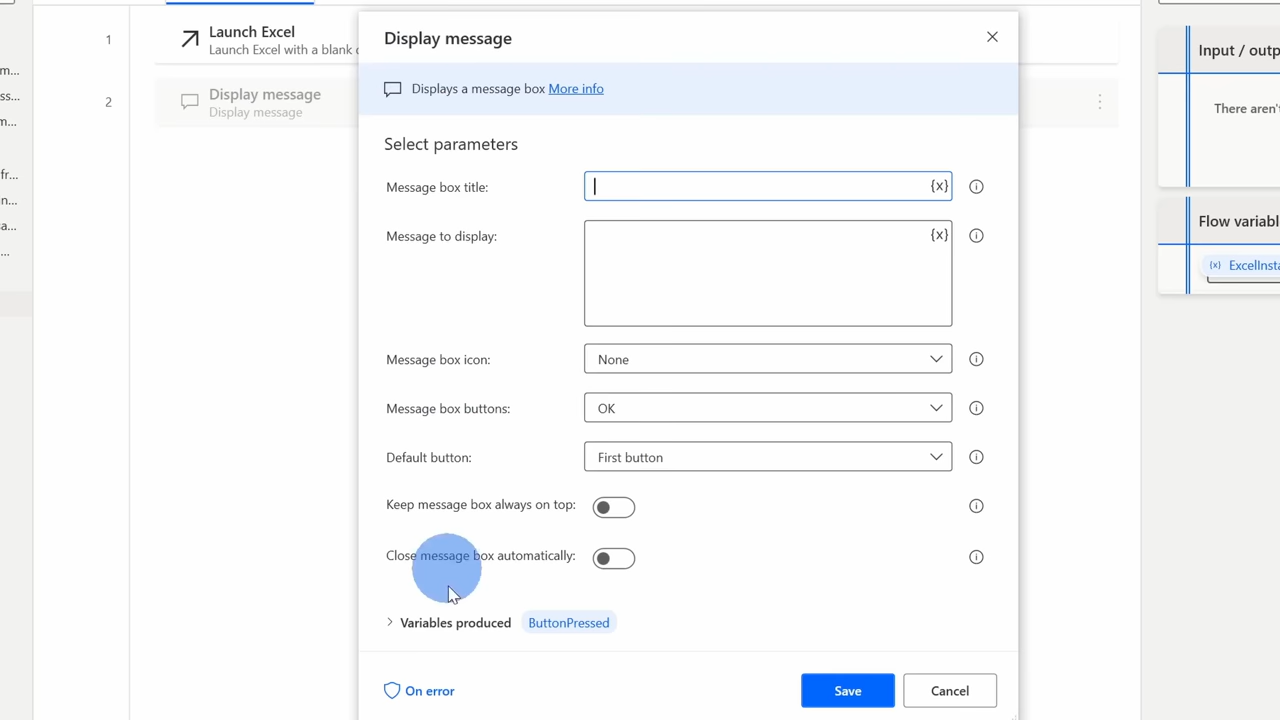 1
Launch Excel
Launch Excel with a blank
2
Display message
Display message
Display message
Displays a message box More info
Select parameters
Message box title:
{x}
Message to display:
{x}
Message box icon:
None
Message box buttons:
OK
Default button:
First button
Keep message box always on top:
Close message box automatically:
Variables produced ButtonPressed
On error
Save
Cancel
Input / outp
There aren't
Flow variabl
{x} ExcelInsta
m...
ss...
m...
fr...
n...
sa...
...